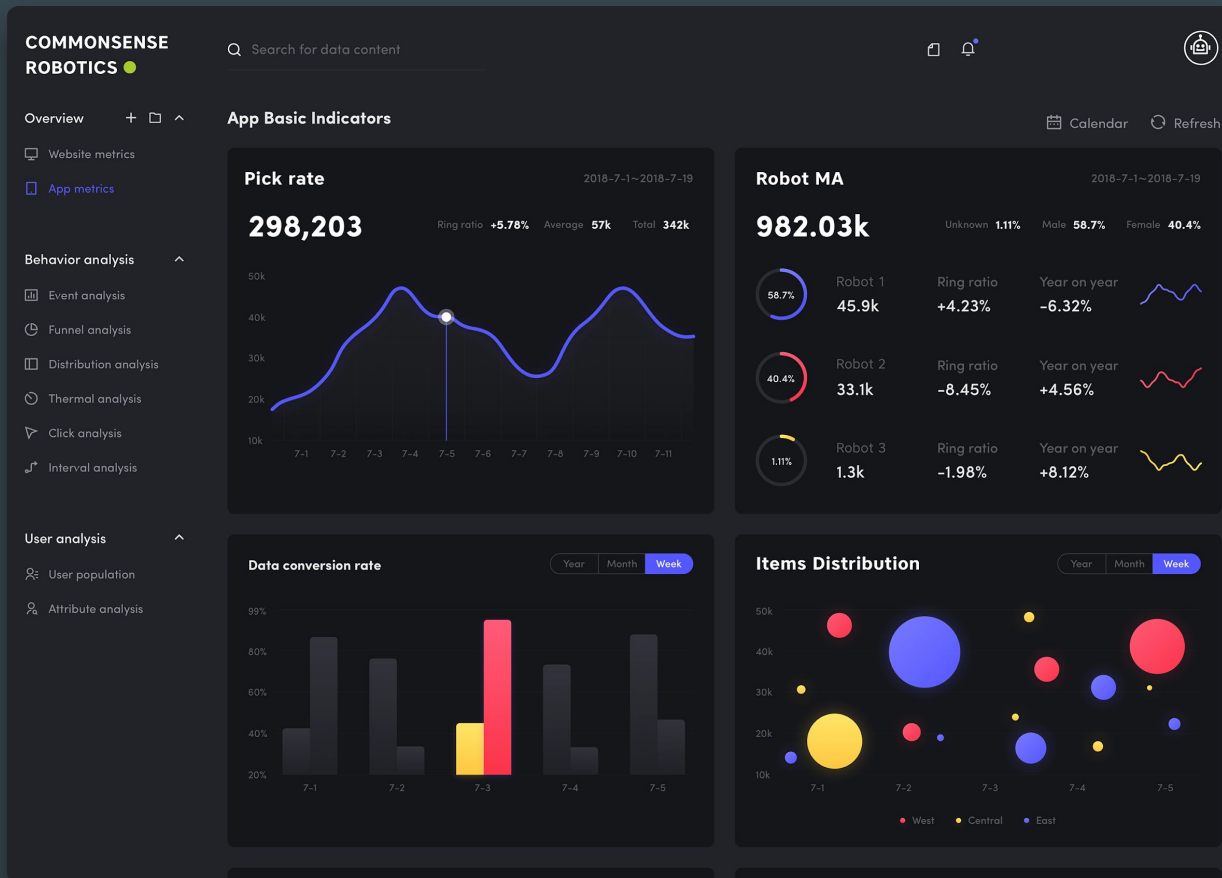 COMMONSENSE
ROBOTICS
Search for data content
Overview
Website metrics
App metrics
Behavior analysis
Event analysis
Funnel analysis
Distribution analysis
Thermal analysis
Click analysis
Interval analysis
User analysis
User population
Attribute analysis
App Basic Indicators
Calendar
Refresh
Pick rate
2018-7-1~2018-7-19
298,203
Ring ratio +5.78% Average 57k Total 342k
50k
40k
30k
20k
10k
7-1 7-2 7-3 7-4 7-5 7-6 7-7 7-8 7-9 7-10 7-11
Robot MA
2018-7-1~2018-7-19
982.03k
Unknown 1.11% Male 58.7% Female 40.4%
58.7%
Robot 1 Ring ratio Year on year
45.9k +4.23% -6.32%
40.4%
Robot 2 Ring ratio Year on year
33.1k -8.45% +4.56%
1.11%
Robot 3 Ring ratio Year on year
1.3k -1.98% +8.12%
Data conversion rate
Year Month Week
99%
80%
60%
40%
20%
7-1 7-2 7-3 7-4 7-5
Items Distribution
Year Month Week
50k
40k
30k
20k
10k
7-1 7-2 7-3 7-4 7-5
West Central East